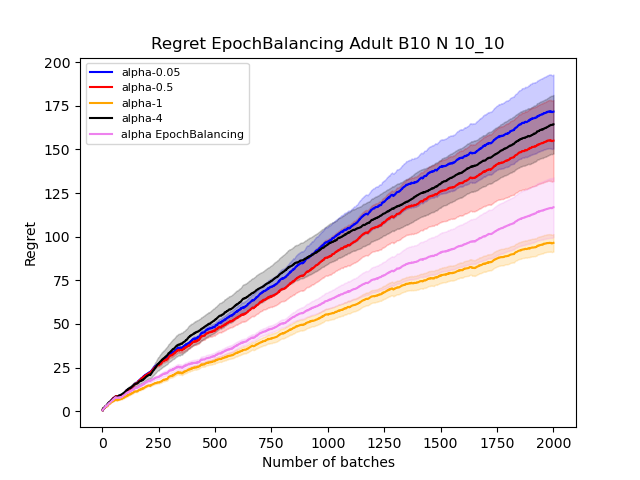 Regret EpochBalancing Adult B10 N 10_10
alpha-0.05
alpha-0.5
alpha-1
alpha-4
alpha EpochBalancing
Regret
200
175
150
125
100
75
50
25
0
0 250 500 750 1000 1250 1500 1750 2000
Number of batches